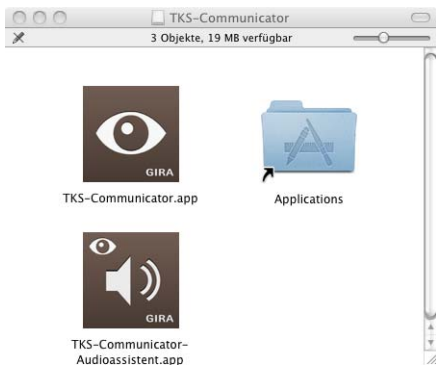 TKS-Communicator
3 Objekte, 19 MB verfügbar
GIRA
TKS-Communicator.app
Applications
GIRA
TKS-Communicator-
Audioassistent.app